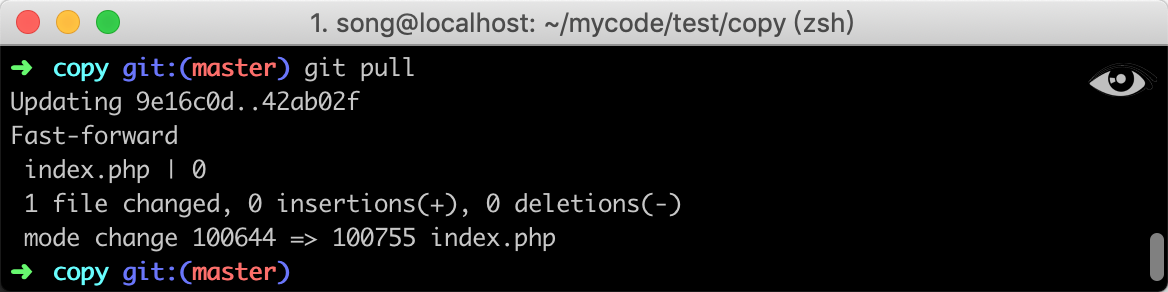 1. song@localhost: ~/mycode/test/copy (zsh)
➜ copy git:(master) git pull
Updating 9e16c0d..42ab02f
Fast-forward
 index.php | 0
 1 file changed, 0 insertions(+), 0 deletions(-)
 mode change 100644 => 100755 index.php
➜ copy git:(master)